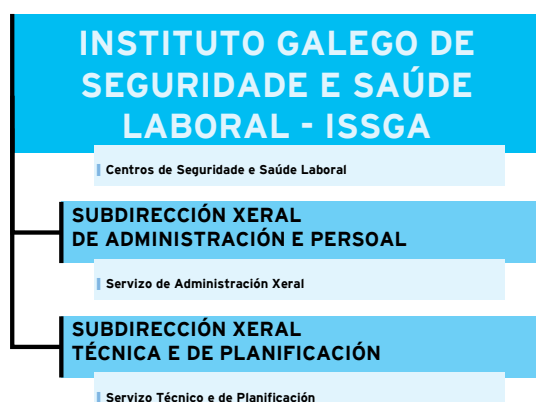 INSTITUTO GALEGO DE
SEGURIDADE E SAÚDE
LABORAL - ISSGA
Centros de Seguridade e Saúde Laboral
SUBDIRECCIÓN XERAL
DE ADMINISTRACIÓN E PERSOAL
Servizo de Administración Xeral
SUBDIRECCIÓN XERAL
TÉCNICA E DE PLANIFICACIÓN
Servizo Técnico e de Planificación